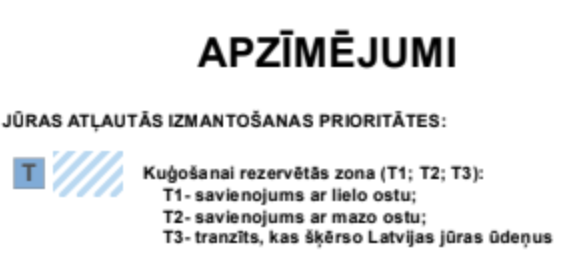 APZĪMĒJUMI
JŪRAS ATĻAUTĀS IZMANTOŠANAS PRIORITĀTES:
T
Kuģošanai rezervētās zona (T1; T2; T3):
T1- savienojums ar lielo ostu;
T2- savienojums ar mazo ostu;
T3- tranzīts, kas šķērso Latvijas jūras ūdeņus